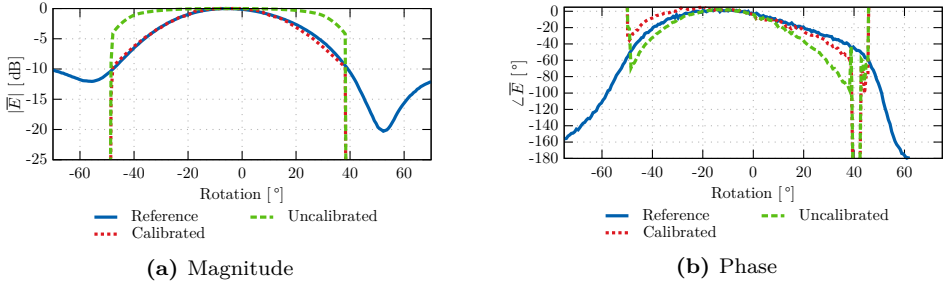 0
-5
-10
-15
-20
-25
|E̅| [dB]
-60 -40 -20 0 20 40 60
Rotation [°]
Reference Uncalibrated
Calibrated
(a) Magnitude
0
-20
-40
-60
-80
-100
-120
-140
-160
-180
∠E̅ [°]
-60 -40 -20 0 20 40 60
Rotation [°]
Reference Uncalibrated
Calibrated
(b) Phase